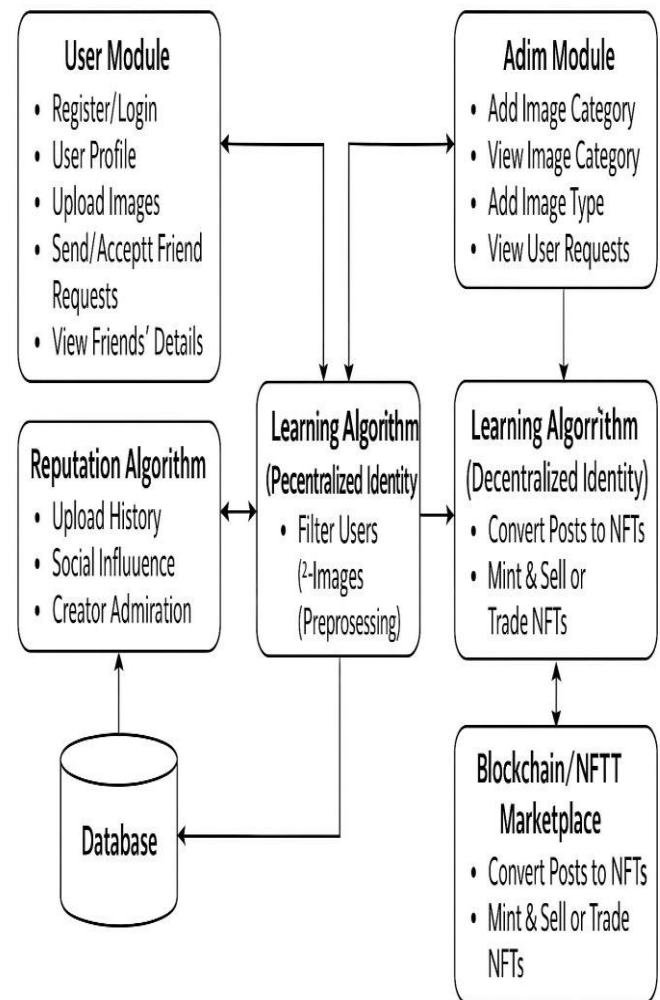 User Module
• Register/Login
• User Profile
• Upload Images
• Send/Acceptt Friend
Requests
• View Friends' Details
Adim Module
• Add Image Category
• View Image Category
• Add Image Type
• View User Requests
Reputation Algorithm
• Upload History
• Social Influuence
• Creator Admiration
Learning Algorithm
(Pecentralized Identity
• Filter Users
(²-Images
(Preprosessing)
Learning Algorrithm
(Decentralized Identity)
• Convert Posts to NFTs
• Mint & Sell or
Trade NFTs
Database
Blockchain/NFTT
Marketplace
• Convert Posts to NFTs
• Mint & Sell or Trade
NFTs